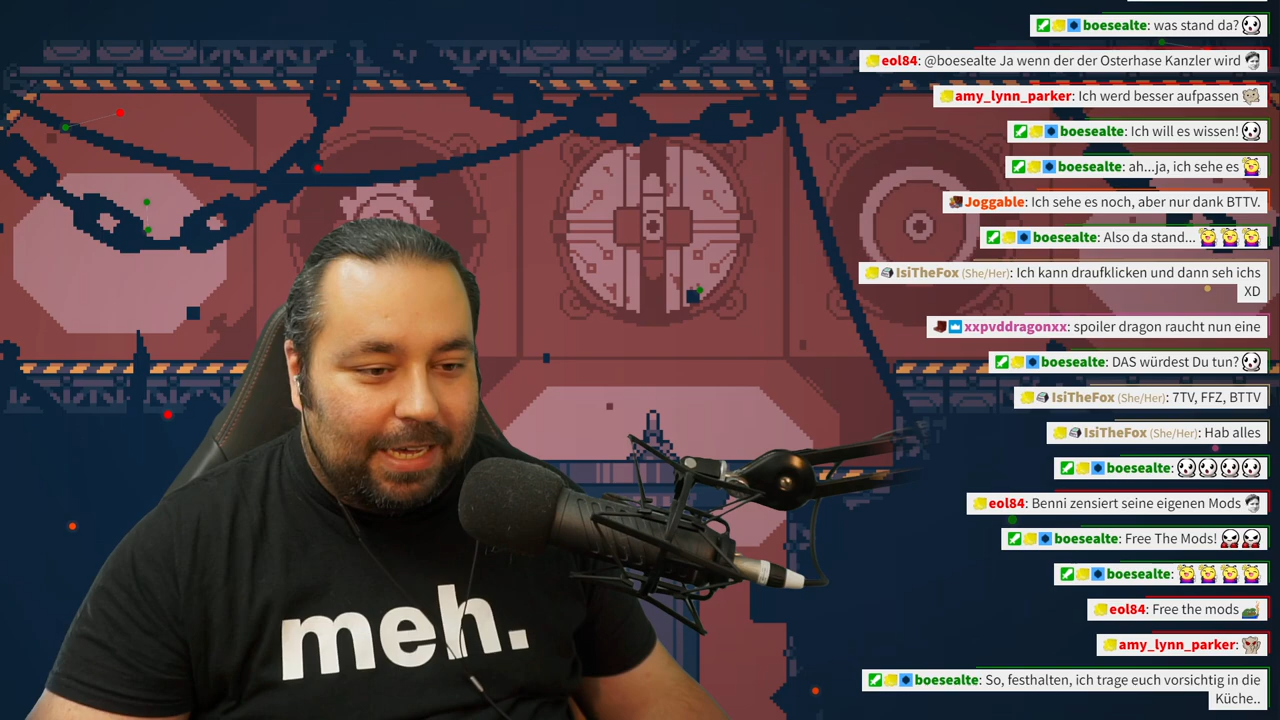 boesealte: was stand da?
eol84: @boesealte Ja wenn der der Osterhase Kanzler wird
amy_lynn_parker: Ich werd besser aufpassen
boesealte: Ich will es wissen!
boesealte: ah...ja, ich sehe es
Joggable: Ich sehe es noch, aber nur dank BTTV.
boesealte: Also da stand...
IsiTheFox (She/Her): Ich kann draufklicken und dann seh ichs
XD
xxpvddragonxx: spoiler dragon raucht nun eine
boesealte: DAS würdest Du tun?
IsiTheFox (She/Her): 7TV, FFZ, BTTV
IsiTheFox (She/Her): Hab alles
boesealte:
eol84: Benni zensiert seine eigenen Mods
boesealte: Free The Mods!
boesealte:
eol84: Free the mods
amy_lynn_parker:
boesealte: So, festhalten, ich trage euch vorsichtig in die
Küche..
meh.